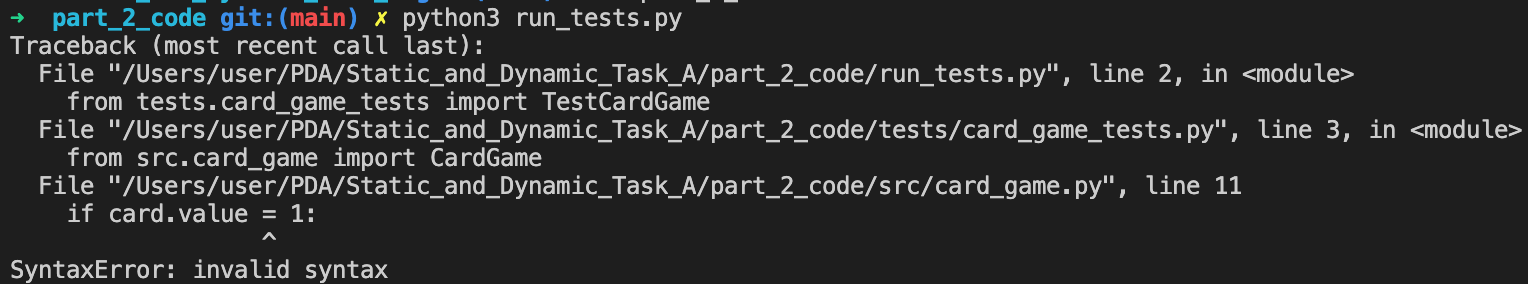 ➜ part_2_code git:(main) ✗ python3 run_tests.py
Traceback (most recent call last):
  File "/Users/user/PDA/Static_and_Dynamic_Task_A/part_2_code/run_tests.py", line 2, in <module>
    from tests.card_game_tests import TestCardGame
  File "/Users/user/PDA/Static_and_Dynamic_Task_A/part_2_code/tests/card_game_tests.py", line 3, in <module>
    from src.card_game import CardGame
  File "/Users/user/PDA/Static_and_Dynamic_Task_A/part_2_code/src/card_game.py", line 11
    if card.value = 1:
                  ^
SyntaxError: invalid syntax